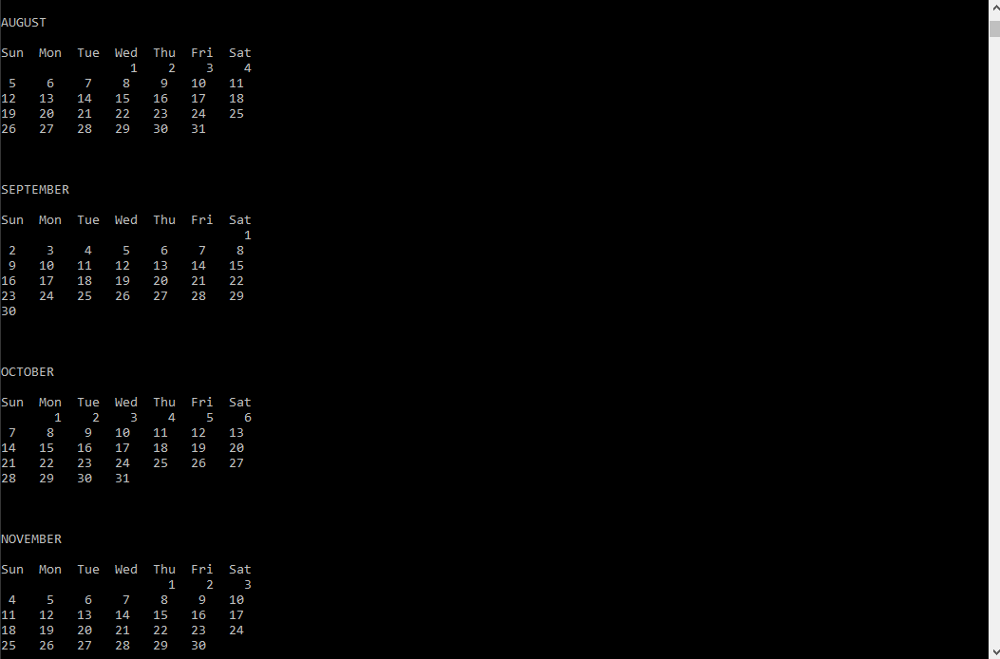 AUGUST
Sun  Mon  Tue  Wed  Thu  Fri  Sat
                 1    2    3    4
 5    6    7    8    9   10   11
12   13   14   15   16   17   18
19   20   21   22   23   24   25
26   27   28   29   30   31
SEPTEMBER
Sun  Mon  Tue  Wed  Thu  Fri  Sat
                                1
 2    3    4    5    6    7    8
 9   10   11   12   13   14   15
16   17   18   19   20   21   22
23   24   25   26   27   28   29
30
OCTOBER
Sun  Mon  Tue  Wed  Thu  Fri  Sat
       1    2    3    4    5    6
 7    8    9   10   11   12   13
14   15   16   17   18   19   20
21   22   23   24   25   26   27
28   29   30   31
NOVEMBER
Sun  Mon  Tue  Wed  Thu  Fri  Sat
                      1    2    3
 4    5    6    7    8    9   10
11   12   13   14   15   16   17
18   19   20   21   22   23   24
25   26   27   28   29   30